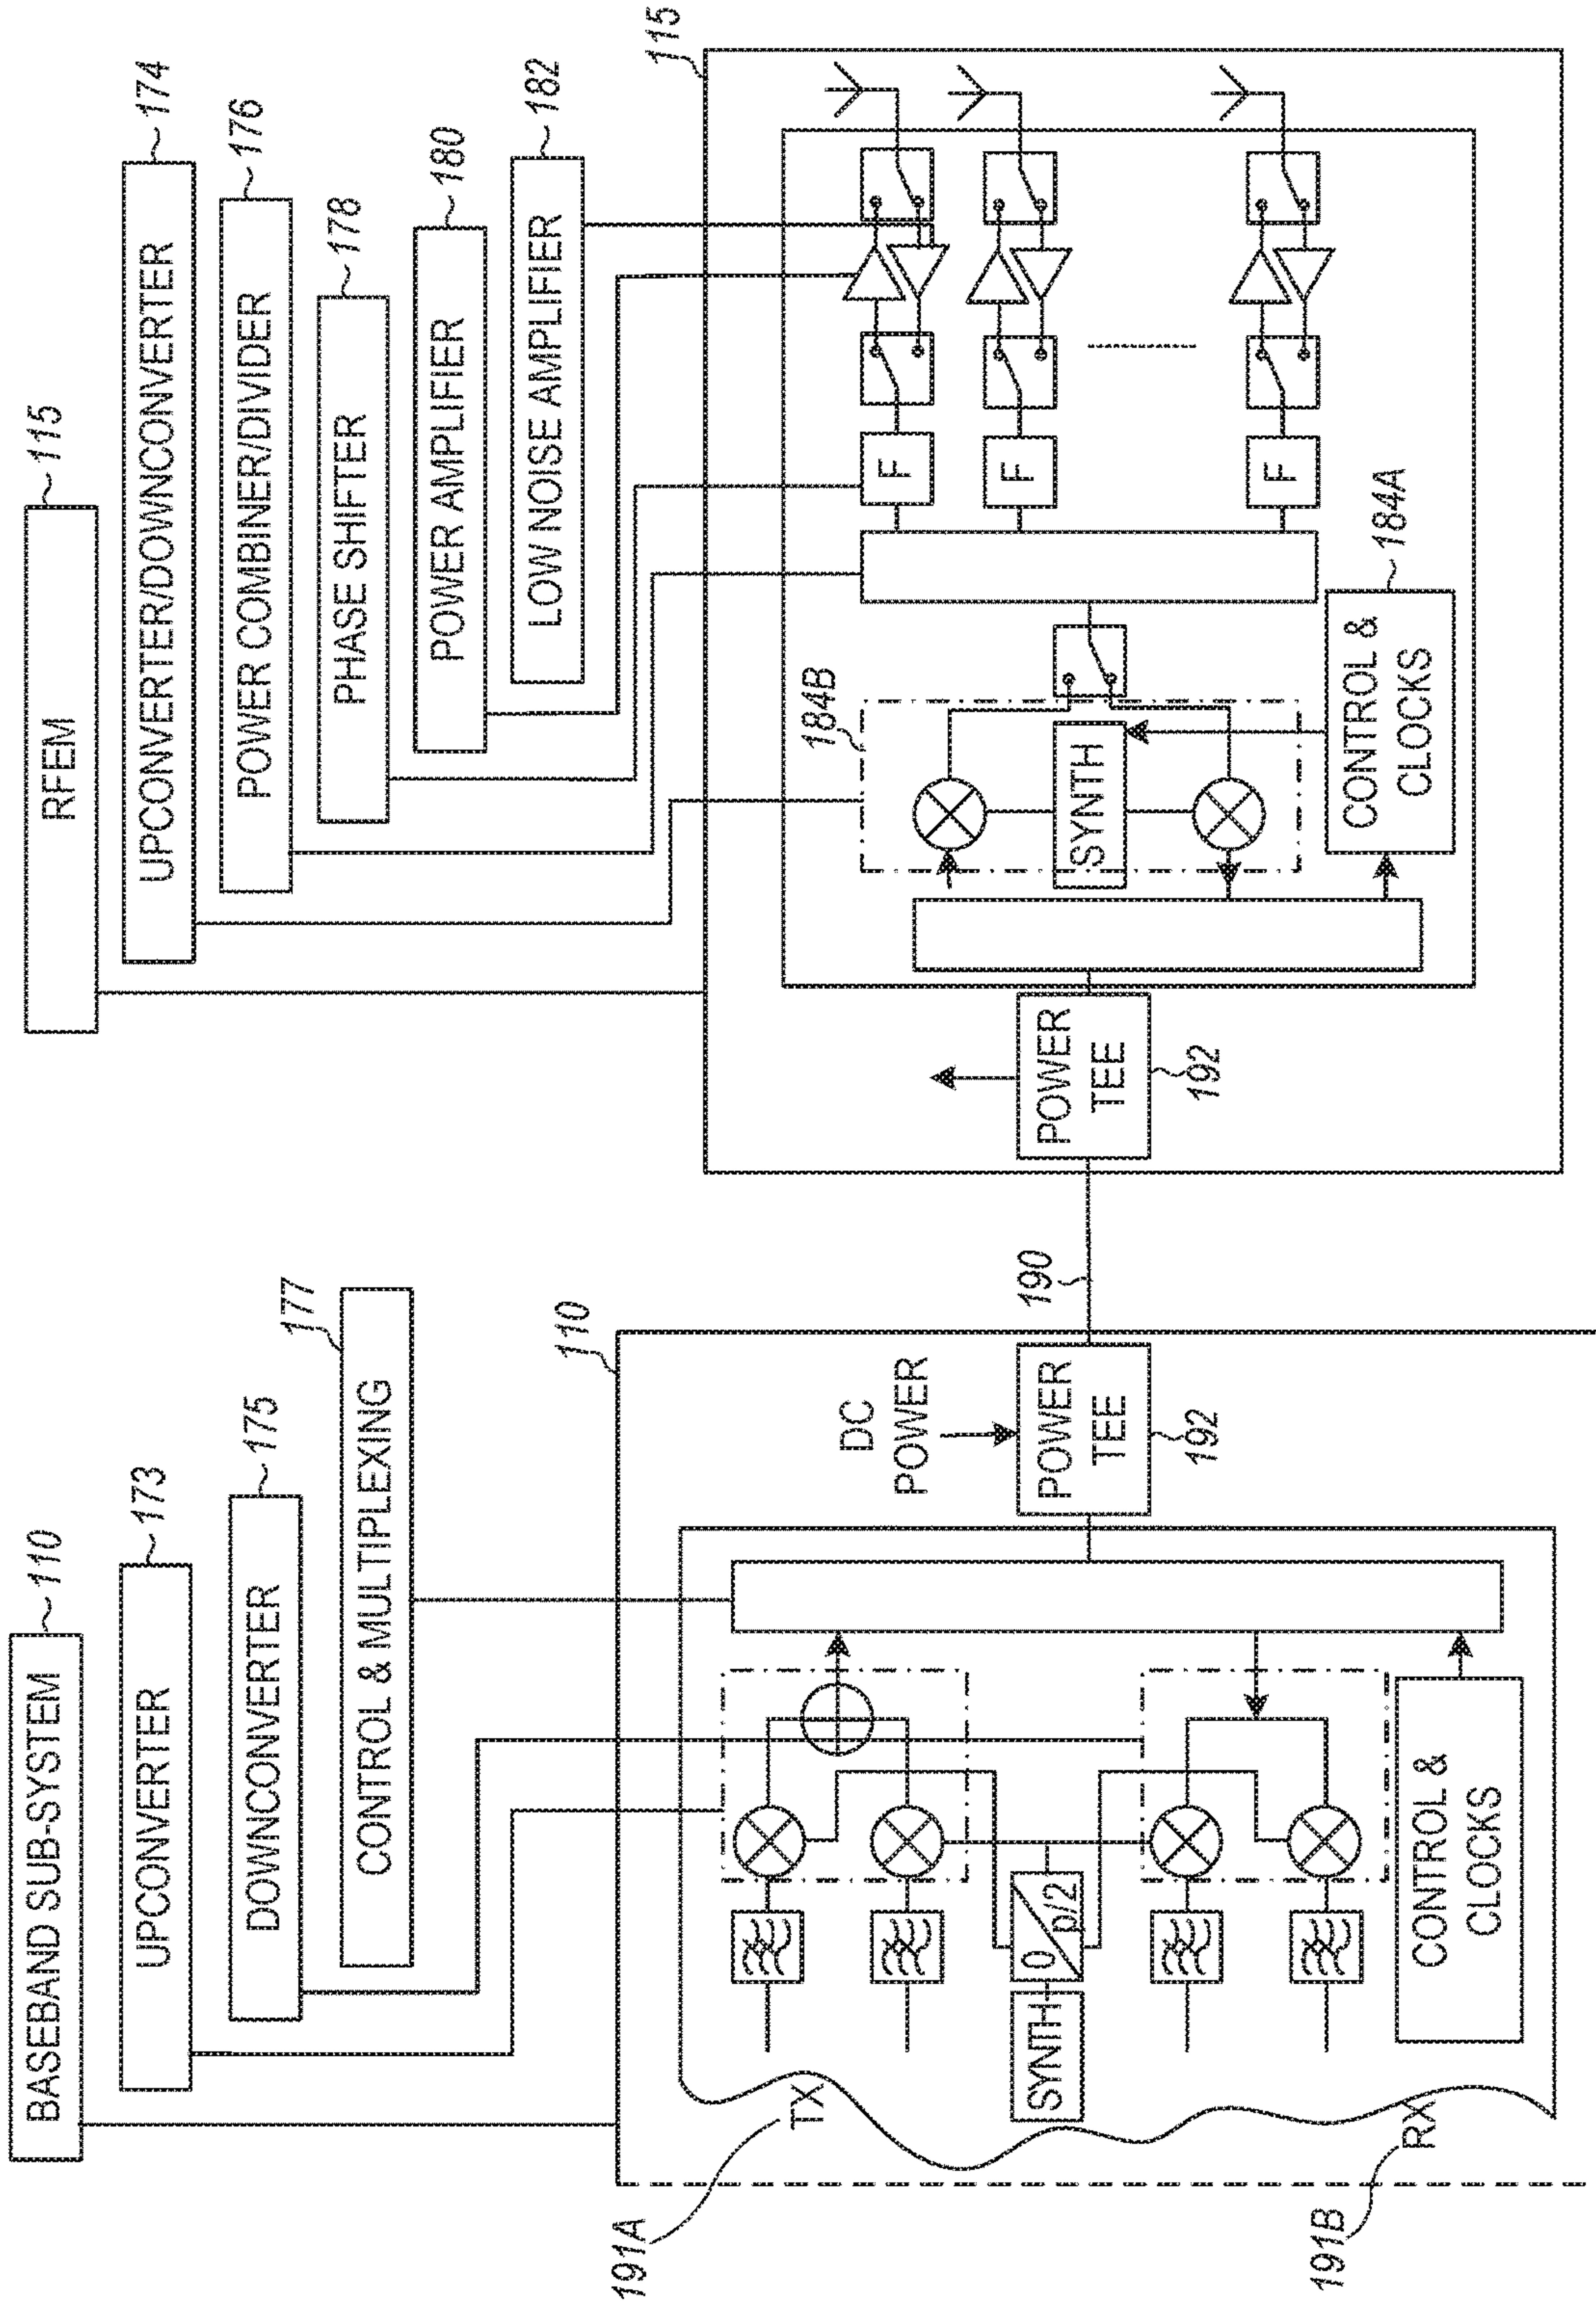 BASEBAND SUB-SYSTEM
110
UPCONVERTER
173
DOWNCONVERTER
175
CONTROL & MULTIPLEXING
177
110
RFEM
115
UPCONVERTER/DOWNCONVERTER
174
POWER COMBINER/DIVIDER
176
PHASE SHIFTER
178
POWER AMPLIFIER
180
LOW NOISE AMPLIFIER
182
115
191A
TX
SYNTH
0
p/2
191B
RX
CONTROL &
CLOCKS
DC
POWER
POWER
TEE
192
190
POWER
TEE
192
184B
SYNTH
CONTROL &
CLOCKS
184A
F
F
F